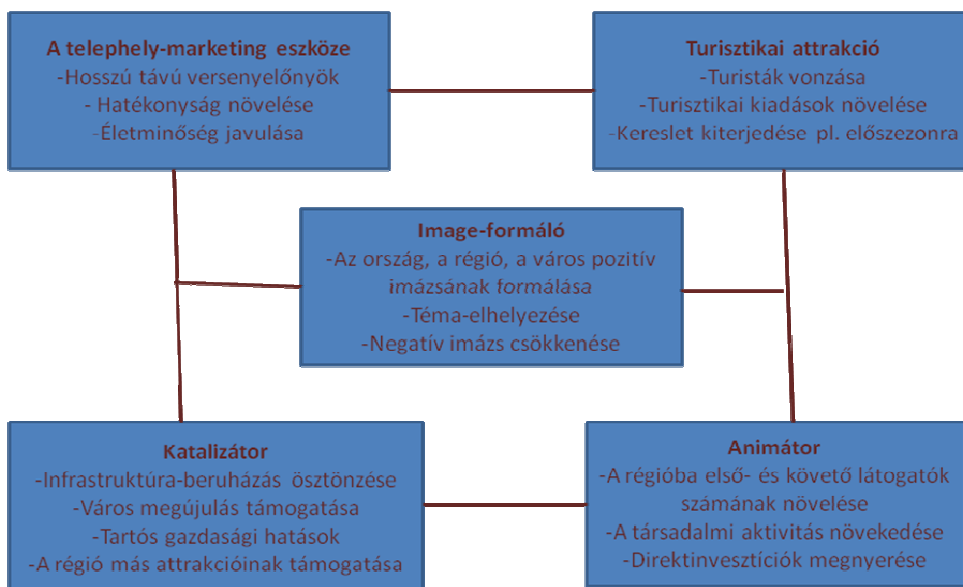 A telephely-marketing eszköze
-Hosszú távú versenyelőnyök
- Hatékonyság növelése
-Életminőség javulása
Turisztikai attrakció
-Turisták vonzása
-Turisztikai kiadások növelése
-Kereslet kiterjedése pl. előszezonra
Image-formáló
-Az ország, a régió, a város pozitív
imázsának formálása
-Téma-elhelyezése
-Negatív imázs csökkenése
Katalizátor
-Infrastruktúra-beruházás ösztönzése
-Város megújulás támogatása
-Tartós gazdasági hatások
-A régió más attrakcióinak támogatása
Animátor
-A régióba első- és követő látogatók
számának növelése
-A társadalmi aktivitás növekedése
-Direktinvesztíciók megnyerése